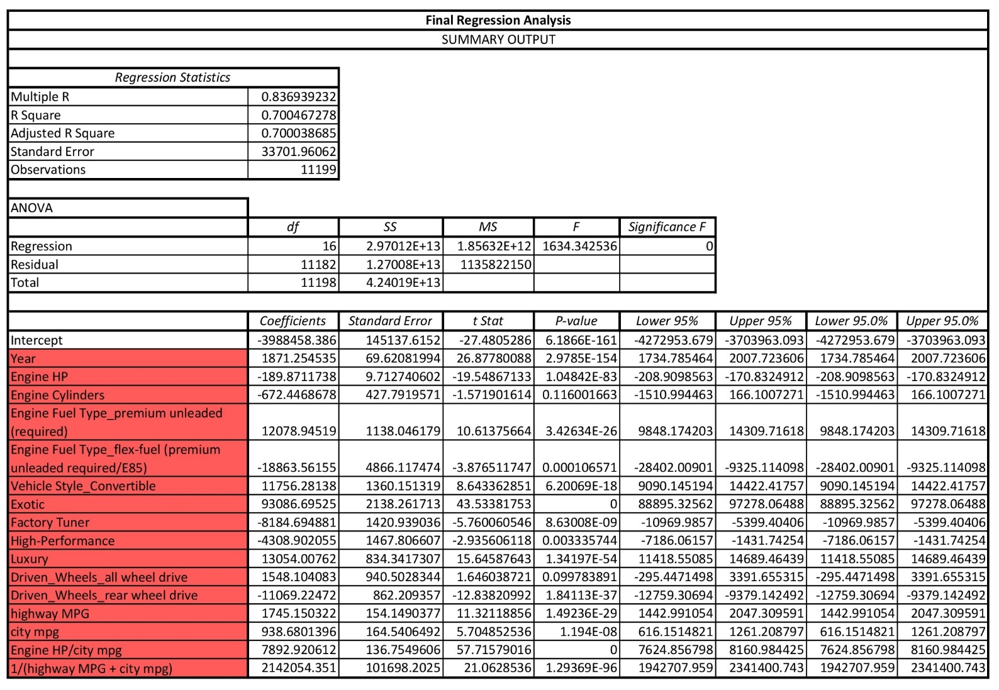 Final Regression Analysis
SUMMARY OUTPUT
Regression Statistics
Multiple R 0.836939232
R Square 0.700467278
Adjusted R Square 0.700038685
Standard Error 33701.96062
Observations 11199
ANOVA
df SS MS F Significance F
Regression 16 2.97012E+13 1.85632E+12 1634.342536 0
Residual 11182 1.27008E+13 1135822150
Total 11198 4.24019E+13
Coefficients Standard Error t Stat P-value Lower 95% Upper 95% Lower 95.0% Upper 95.0%
Intercept -3988458.386 145137.6152 -27.4805286 6.1866E-161 -4272953.679 -3703963.093 -4272953.679 -3703963.093
Year 1871.254535 69.62081994 26.87780088 2.9785E-154 1734.785464 2007.723606 1734.785464 2007.723606
Engine HP -189.8711738 9.712740602 -19.54867133 1.04842E-83 -208.9098563 -170.8324912 -208.9098563 -170.8324912
Engine Cylinders -672.4468678 427.7919571 -1.571901614 0.116001663 -1510.994463 166.1007271 -1510.994463 166.1007271
Engine Fuel Type_premium unleaded
(required) 12078.94519 1138.046179 10.61375664 3.42634E-26 9848.174203 14309.71618 9848.174203 14309.71618
Engine Fuel Type_flex-fuel (premium
unleaded required/E85) -18863.56155 4866.117474 -3.876511747 0.000106571 -28402.00901 -9325.114098 -28402.00901 -9325.114098
Vehicle Style_Convertible 11756.28138 1360.151319 8.643362851 6.20069E-18 9090.145194 14422.41757 9090.145194 14422.41757
Exotic 93086.69525 2138.261713 43.53381753 0 88895.32562 97278.06488 88895.32562 97278.06488
Factory Tuner -8184.694881 1420.939036 -5.760060546 8.63008E-09 -10969.9857 -5399.40406 -10969.9857 -5399.40406
High-Performance -4308.902055 1467.806607 -2.935606118 0.003335744 -7186.06157 -1431.74254 -7186.06157 -1431.74254
Luxury 13054.00762 834.3417307 15.64587643 1.34197E-54 11418.55085 14689.46439 11418.55085 14689.46439
Driven_Wheels_all wheel drive 1548.104083 940.5028344 1.646038721 0.099783891 -295.4471498 3391.655315 -295.4471498 3391.655315
Driven_Wheels_rear wheel drive -11069.22472 862.209357 -12.83820992 1.84113E-37 -12759.30694 -9379.142492 -12759.30694 -9379.142492
highway MPG 1745.150322 154.1490377 11.32118856 1.49236E-29 1442.991054 2047.309591 1442.991054 2047.309591
city mpg 938.6801396 164.5406492 5.704852536 1.194E-08 616.1514821 1261.208797 616.1514821 1261.208797
Engine HP/city mpg 7892.920612 136.7549606 57.71579016 0 7624.856798 8160.984425 7624.856798 8160.984425
1/(highway MPG + city mpg) 2142054.351 101698.2025 21.0628536 1.29369E-96 1942707.959 2341400.743 1942707.959 2341400.743